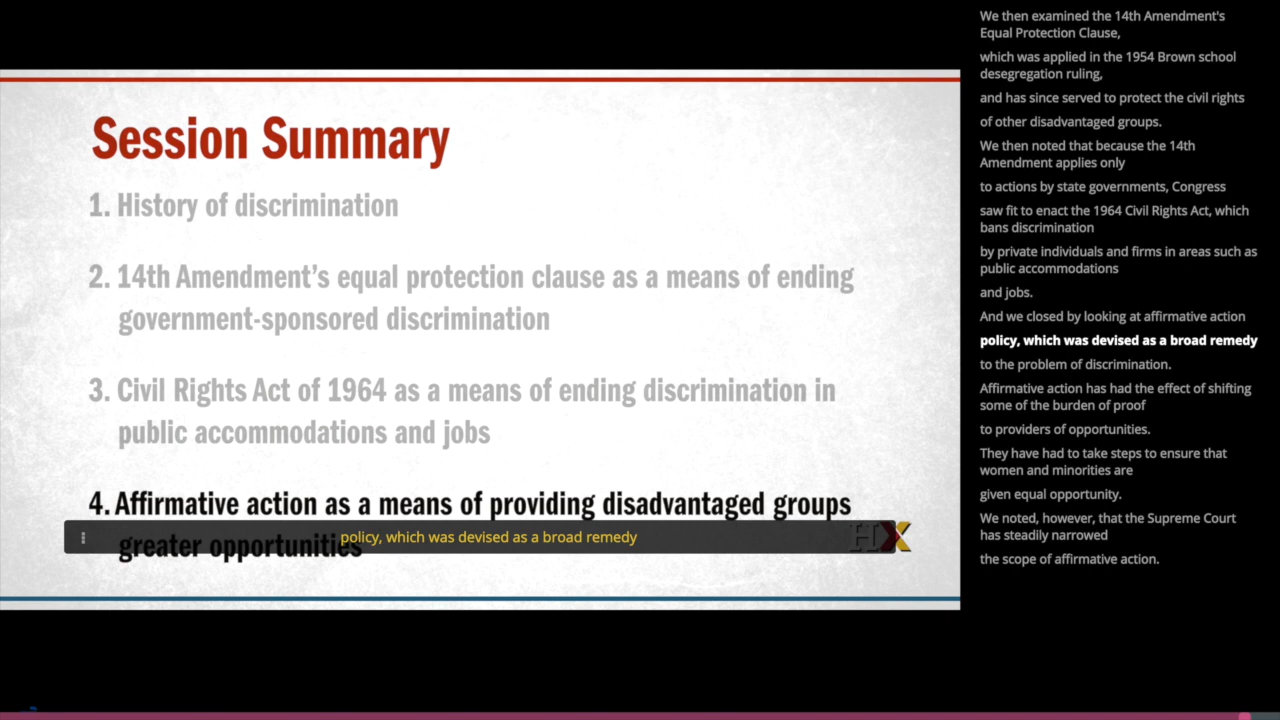 Session Summary
1. History of discrimination
2. 14th Amendment's equal protection clause as a means of ending
government-sponsored discrimination
3. Civil Rights Act of 1964 as a means of ending discrimination in
public accommodations and jobs
4. Affirmative action as a means of providing disadvantaged groups
greater opportunities
policy, which was devised as a broad remedy
HX
We then examined the 14th Amendment's
Equal Protection Clause,
which was applied in the 1954 Brown school
desegregation ruling,
and has since served to protect the civil rights
of other disadvantaged groups.
We then noted that because the 14th
Amendment applies only
to actions by state governments, Congress
saw fit to enact the 1964 Civil Rights Act, which
bans discrimination
by private individuals and firms in areas such as
public accommodations
and jobs.
And we closed by looking at affirmative action
policy, which was devised as a broad remedy
to the problem of discrimination.
Affirmative action has had the effect of shifting
some of the burden of proof
to providers of opportunities.
They have had to take steps to ensure that
women and minorities are
given equal opportunity.
We noted, however, that the Supreme Court
has steadily narrowed
the scope of affirmative action.